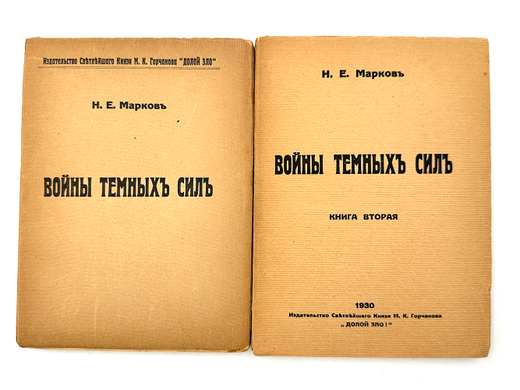 Издательство Свѣтлѣйшаго Князя М. К. Горчакова "ДОЛОЙ ЗЛО"
Н. Е. Марковъ
ВОЙНЫ ТЕМНЫХЪ СИЛЪ
Н. Е. Марковъ
ВОЙНЫ ТЕМНЫХЪ СИЛЪ
КНИГА ВТОРАЯ
1930
Издательство Свѣтлѣйшаго Князя М. К. Горчакова
„ДОЛОЙ ЗЛО!"